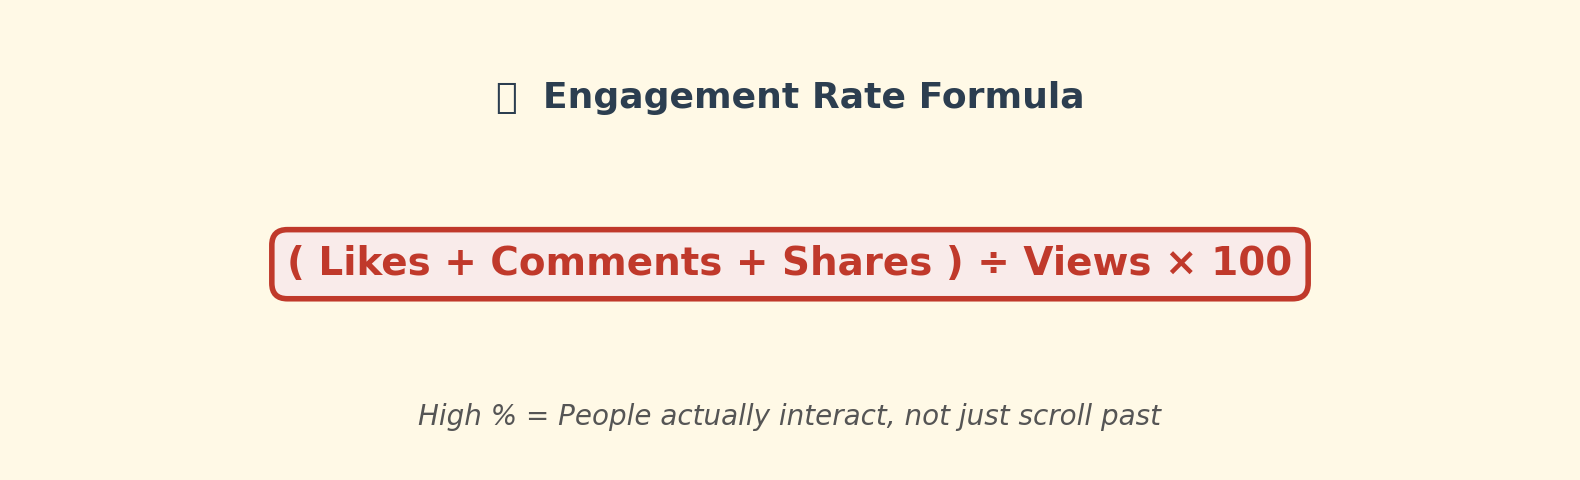 Engagement Rate Formula
( Likes + Comments + Shares ) ÷ Views × 100
High % = People actually interact, not just scroll past